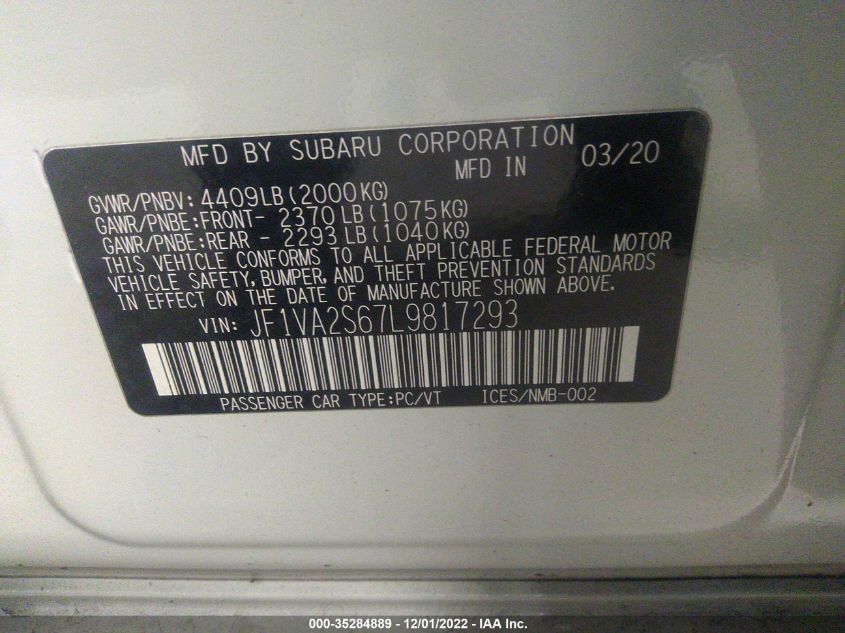 MFD BY SUBARU CORPORATION
MFD IN 03/20
GVWR/PNBV: 4409LB(2000KG)
GAWR/PNBE:FRONT- 2370LB(1075KG)
GAWR/PNBE:REAR - 2293LB(1040KG)
THIS VEHICLE CONFORMS TO ALL APPLICABLE FEDERAL MOTOR
VEHICLE SAFETY, BUMPER, AND THEFT PREVENTION STANDARDS
IN EFFECT ON THE DATE OF MANUFACTURE SHOWN ABOVE.
VIN: JF1VA2S67L9817293
PASSENGER CAR TYPE:PC/VT ICES/NMB-002
000-35284889 - 12/01/2022 - IAA Inc.